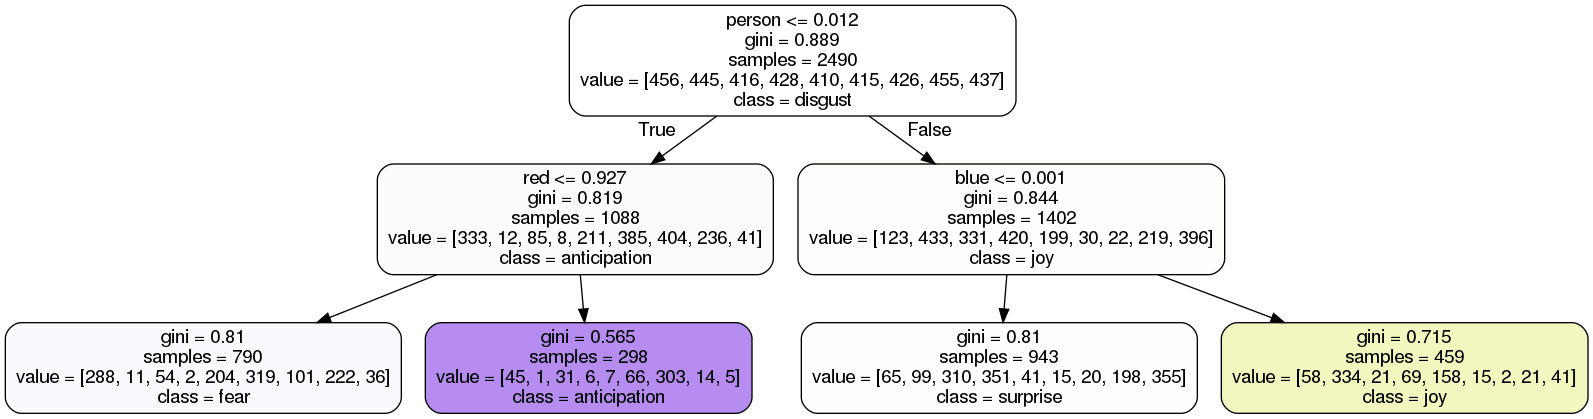 person <= 0.012
gini = 0.889
samples = 2490
value = [456, 445, 416, 428, 410, 415, 426, 455, 437]
class = disgust
True
False
red <= 0.927
gini = 0.819
samples = 1088
value = [333, 12, 85, 8, 211, 385, 404, 236, 41]
class = anticipation
blue <= 0.001
gini = 0.844
samples = 1402
value = [123, 433, 331, 420, 199, 30, 22, 219, 396]
class = joy
gini = 0.81
samples = 790
value = [288, 11, 54, 2, 204, 319, 101, 222, 36]
class = fear
gini = 0.565
samples = 298
value = [45, 1, 31, 6, 7, 66, 303, 14, 5]
class = anticipation
gini = 0.81
samples = 943
value = [65, 99, 310, 351, 41, 15, 20, 198, 355]
class = surprise
gini = 0.715
samples = 459
value = [58, 334, 21, 69, 158, 15, 2, 21, 41]
class = joy